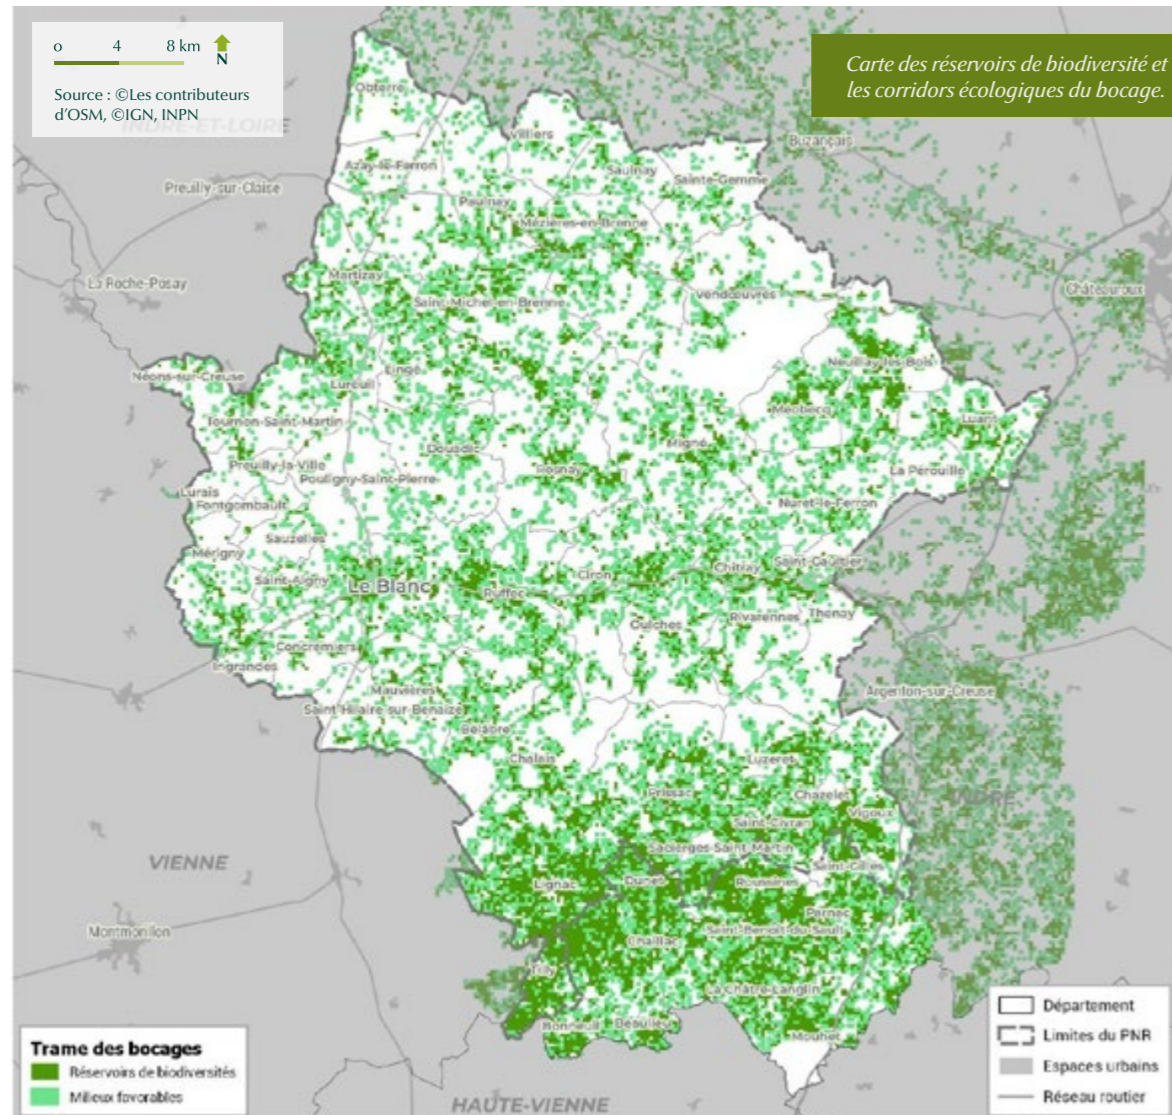 o 4 8 km
N
Source : ©Les contributeurs
d'OSM, ©IGN, INPN
Carte des réservoirs de biodiversité et
les corridors écologiques du bocage.
INDRE-ET-LOIRE
Obterre
Villiers
Buzançais
Azay-le-Ferron
Saulnay
Sainte-Gemme
Preuilly-sur-Claise
Paulnay
Mézières-en-Brenne
La Roche-Posay
Martizay
Châteauroux
Saint-Michel-en-Brenne
Vendœuvres
Neuillay-les-Bois
Néons-sur-Creuse
Lingé
Lureuil
Méobecq
Tournon-Saint-Martin
Luant
Douadic
Migné
Preuilly-la-Ville
Rosnay
La Pérouille
Pouligny-Saint-Pierre
Lurais
Fontgombault
Nuret-le-Ferron
Sauzelles
Mérigny
Saint-Gaultier
Chitray
Ciron
Saint-Aigny
Le Blanc
Ruffec
Rivarennes
Thenay
Oulches
Concremiers
Ingrandes
Mauvières
Argenton-sur-Creuse
Saint-Hilaire-sur-Benaize
Bélâbre
Chalais
Luzeret
Prissac
Chazelet
INDRE
Vigoux
Saint-Civran
Sacierges-Saint-Martin
VIENNE
Saint-Gilles
Lignac
Dunet
Roussines
Parnac
Montmorillon
Saint-Benoît-du-Sault
Chaillac
Tilly
La Châtre-Langlin
Bonneuil
Beaulieu
Mouhet
HAUTE-VIENNE
Trame des bocages
Réservoirs de biodiversités
Milieux favorables
Département
Limites du PNR
Espaces urbains
Réseau routier